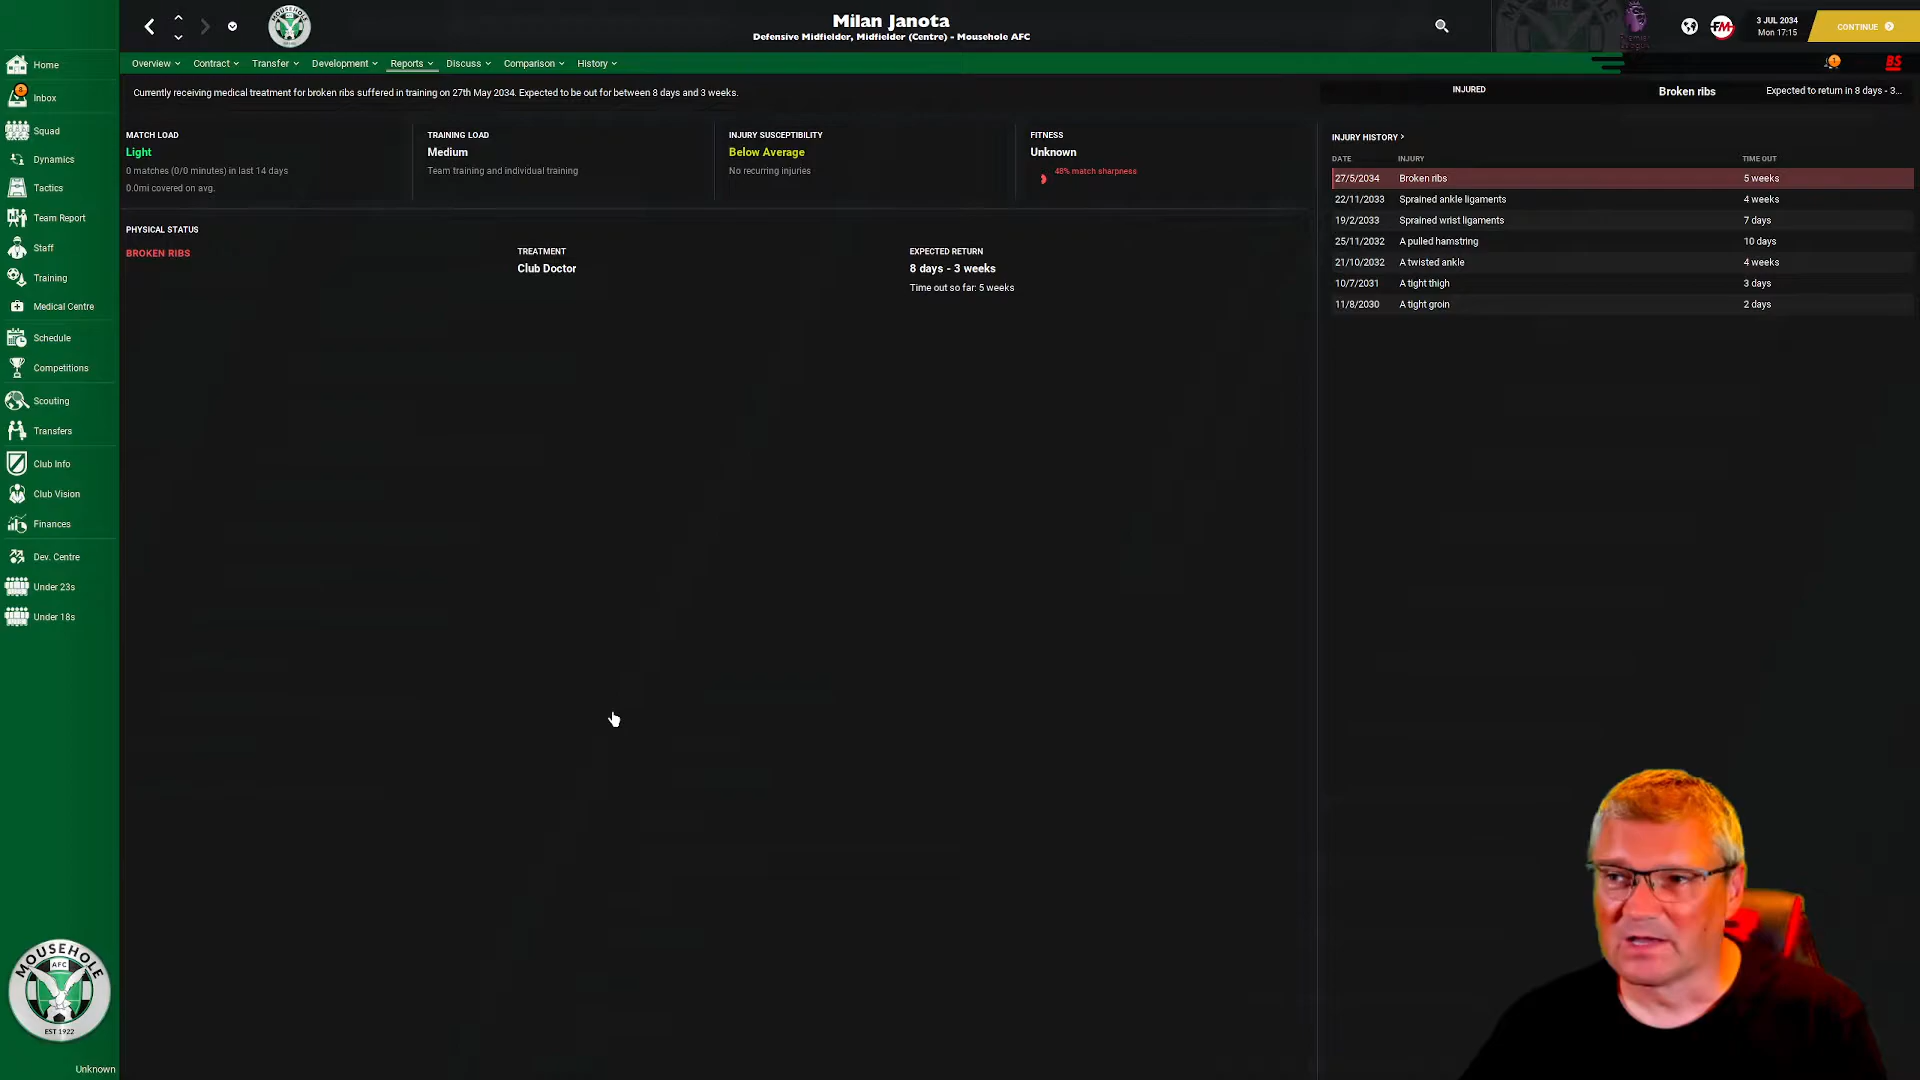 Milan Janota
Defensive Midfielder, Midfielder (Centre) - Mousehole AFC
3 JUL 2034
Mon 17:15
CONTINUE
Overview Contract Transfer Development Reports Discuss Comparison History
1
BS
Home
8
Inbox
Squad
Dynamics
Tactics
Team Report
Staff
Training
Medical Centre
Schedule
Competitions
Scouting
Transfers
Club Info
Club Vision
Finances
Dev. Centre
Under 23s
Under 18s
MOUSEHOLE
AFC
EST 1922
Unknown
Currently receiving medical treatment for broken ribs suffered in training on 27th May 2034. Expected to be out for between 8 days and 3 weeks.
INJURED Broken ribs Expected to return in 8 days - 3...
MATCH LOAD
Light
0 matches (0/0 minutes) in last 14 days
0.0mi covered on avg.
TRAINING LOAD
Medium
Team training and individual training
INJURY SUSCEPTIBILITY
Below Average
No recurring injuries
FITNESS
Unknown
48% match sharpness
PHYSICAL STATUS
BROKEN RIBS
TREATMENT
Club Doctor
EXPECTED RETURN
8 days - 3 weeks
Time out so far: 5 weeks
INJURY HISTORY >
DATE INJURY TIME OUT
27/5/2034 Broken ribs 5 weeks
22/11/2033 Sprained ankle ligaments 4 weeks
19/2/2033 Sprained wrist ligaments 7 days
25/11/2032 A pulled hamstring 10 days
21/10/2032 A twisted ankle 4 weeks
10/7/2031 A tight thigh 3 days
11/8/2030 A tight groin 2 days